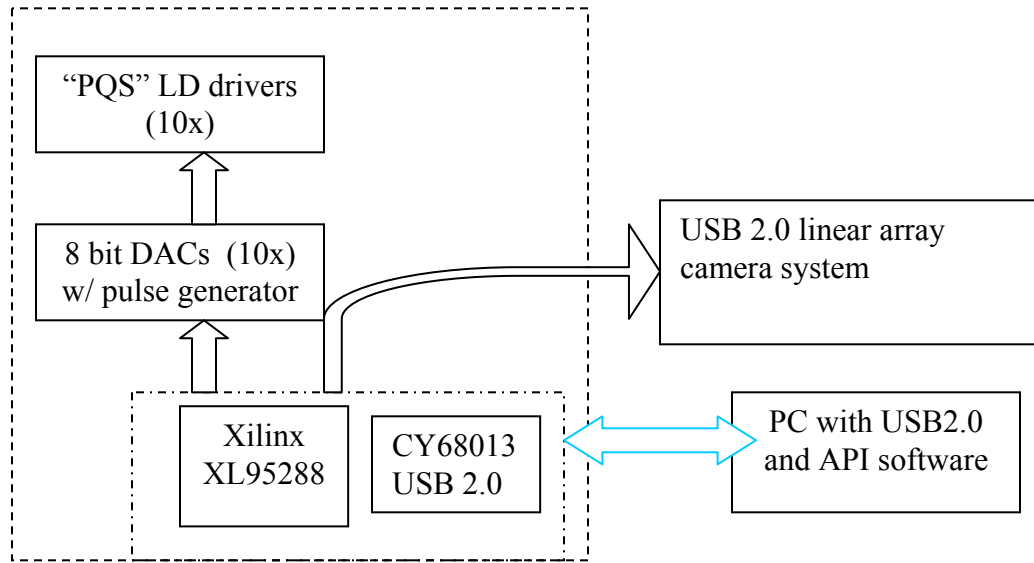 “PQS” LD drivers
(10x)
8 bit DACs (10x)
w/ pulse generator
USB 2.0 linear array
camera system
Xilinx
XL95288
CY68013
USB 2.0
PC with USB2.0
and API software